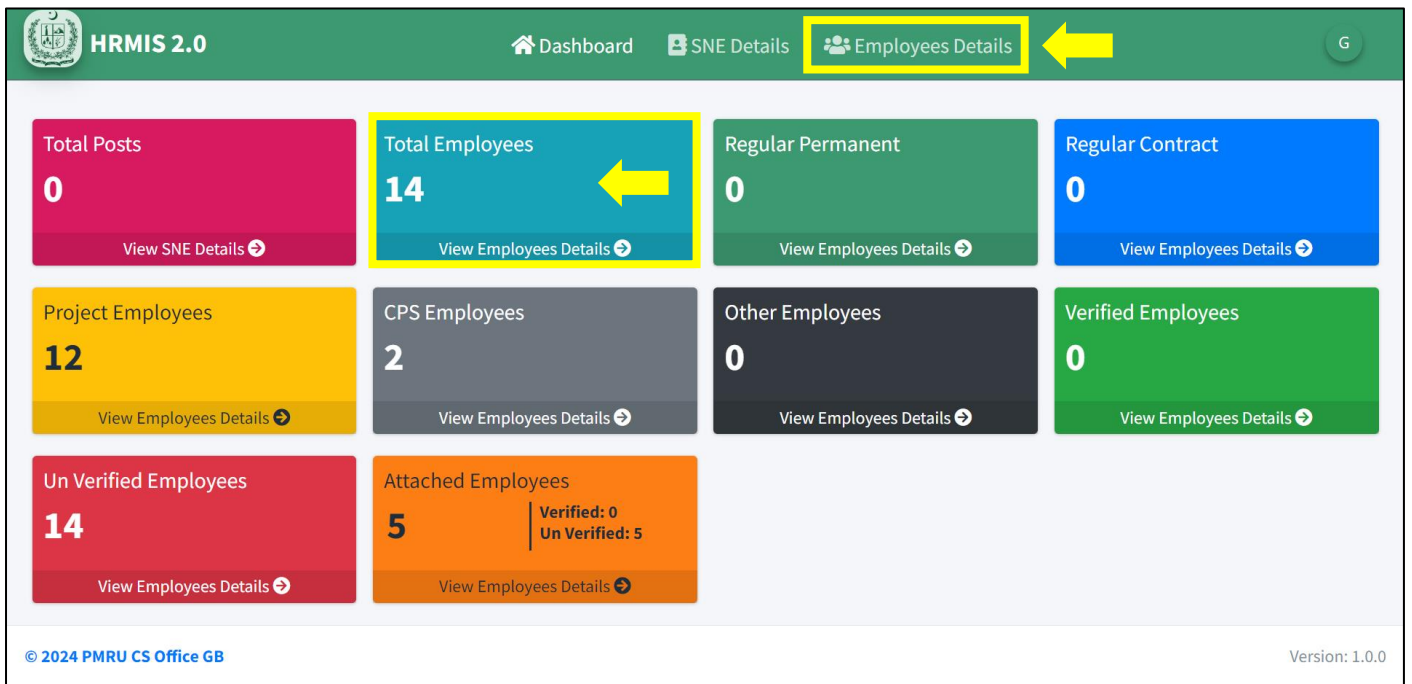 HRMIS 2.0
Dashboard
SNE Details
Employees Details
G
Total Posts
0
View SNE Details
Total Employees
14
View Employees Details
Regular Permanent
0
View Employees Details
Regular Contract
0
View Employees Details
Project Employees
12
View Employees Details
CPS Employees
2
View Employees Details
Other Employees
0
View Employees Details
Verified Employees
0
View Employees Details
Un Verified Employees
14
View Employees Details
Attached Employees
5
Verified: 0
Un Verified: 5
View Employees Details
© 2024 PMRU CS Office GB
Version: 1.0.0